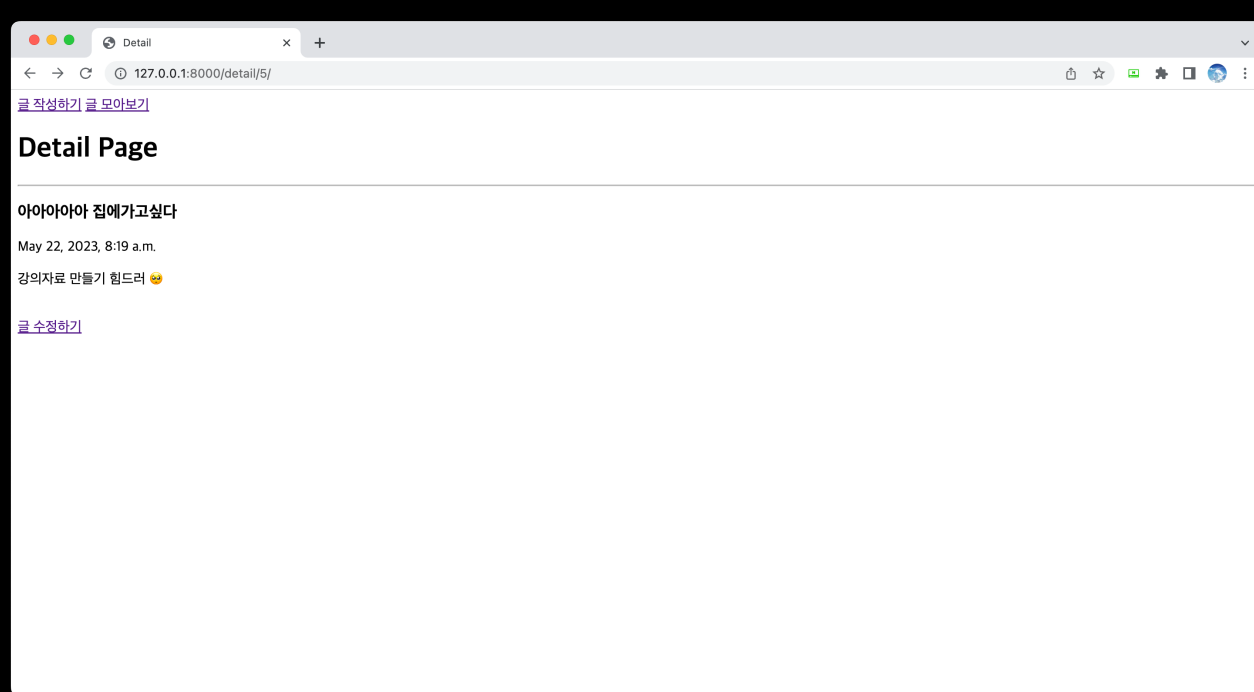 Detail
127.0.0.1:8000/detail/5/
글 작성하기 글 모아보기
Detail Page
아아아아아 집에가고싶다
May 22, 2023, 8:19 a.m.
강의자료 만들기 힘드러 🥹
글 수정하기